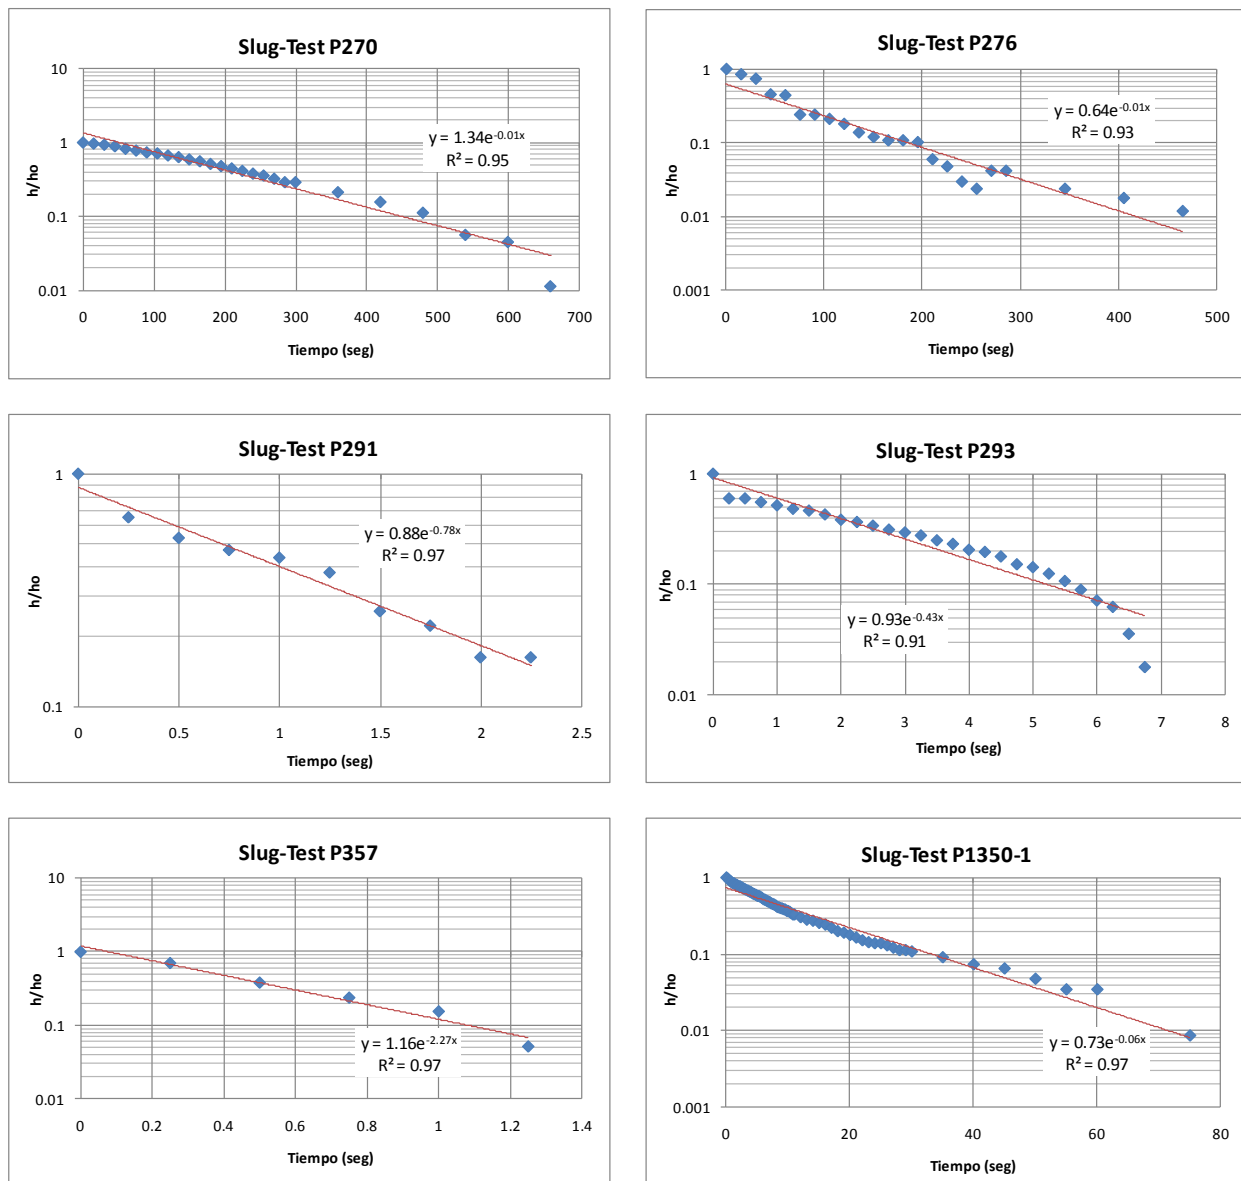 Slug-Test P270
10
1
0.1
0.01
h/ho
y = 1.34e^-0.01x
R² = 0.95
0 100 200 300 400 500 600 700
Tiempo (seg)
Slug-Test P276
1
0.1
0.01
0.001
h/ho
y = 0.64e^-0.01x
R² = 0.93
0 100 200 300 400 500
Tiempo (seg)
Slug-Test P291
1
0.1
h/ho
y = 0.88e^-0.78x
R² = 0.97
0 0.5 1 1.5 2 2.5
Tiempo (seg)
Slug-Test P293
1
0.1
0.01
h/ho
y = 0.93e^-0.43x
R² = 0.91
0 1 2 3 4 5 6 7 8
Tiempo (seg)
Slug-Test P357
10
1
0.1
0.01
h/ho
y = 1.16e^-2.27x
R² = 0.97
0 0.2 0.4 0.6 0.8 1 1.2 1.4
Tiempo (seg)
Slug-Test P1350-1
1
0.1
0.01
0.001
h/ho
y = 0.73e^-0.06x
R² = 0.97
0 20 40 60 80
Tiempo (seg)